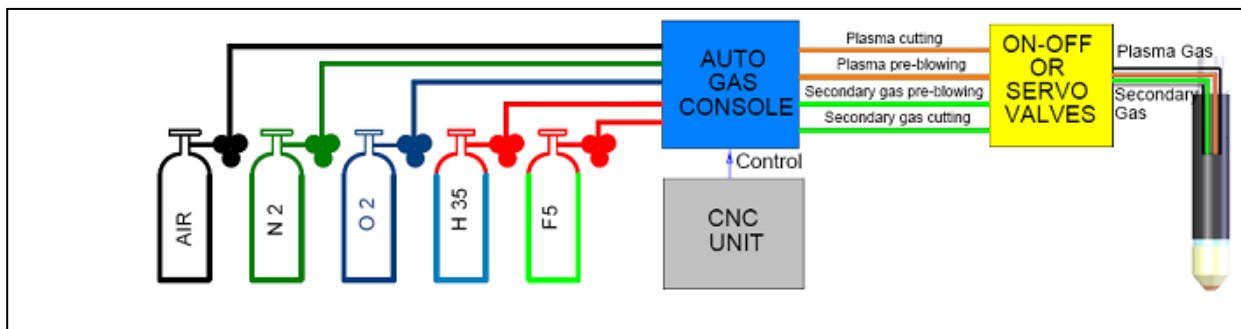 AIR
N 2
O 2
H 35
F5
AUTO
GAS
CONSOLE
Control
CNC
UNIT
Plasma cutting
Plasma pre-blowing
Secondary gas pre-blowing
Secondary gas cutting
ON-OFF
OR
SERVO
VALVES
Plasma Gas
Secondary
Gas